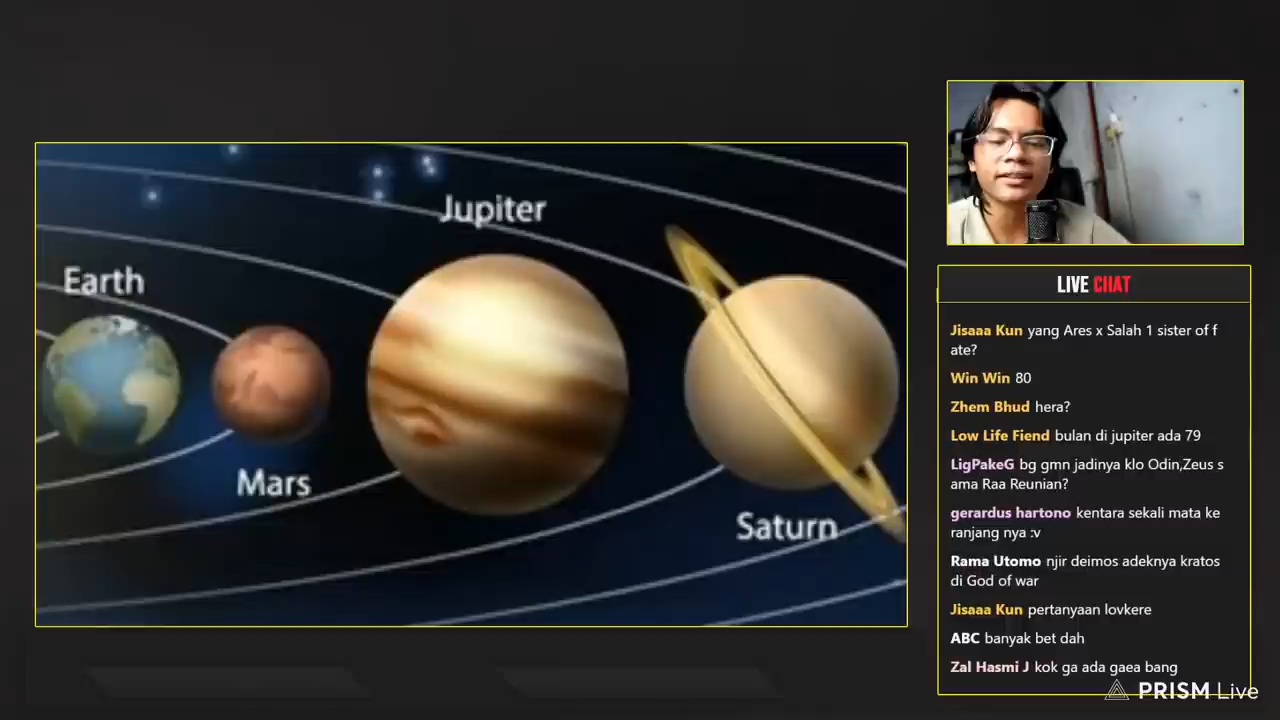 Earth
Mars
Jupiter
Saturn
LIVE CHAT
Jisaaa Kun yang Ares x Salah 1 sister of f
ate?
Win Win 80
Zhem Bhud hera?
Low Life Fiend bulan di jupiter ada 79
LigPakeG bg gmn jadinya klo Odin,Zeus s
ama Raa Reunian?
gerardus hartono kentara sekali mata ke
ranjang nya :v
Rama Utomo njir deimos adeknya kratos
di God of war
Jisaaa Kun pertanyaan lovkere
ABC banyak bet dah
Zal Hasmi J kok ga ada gaea bang
PRISM Live